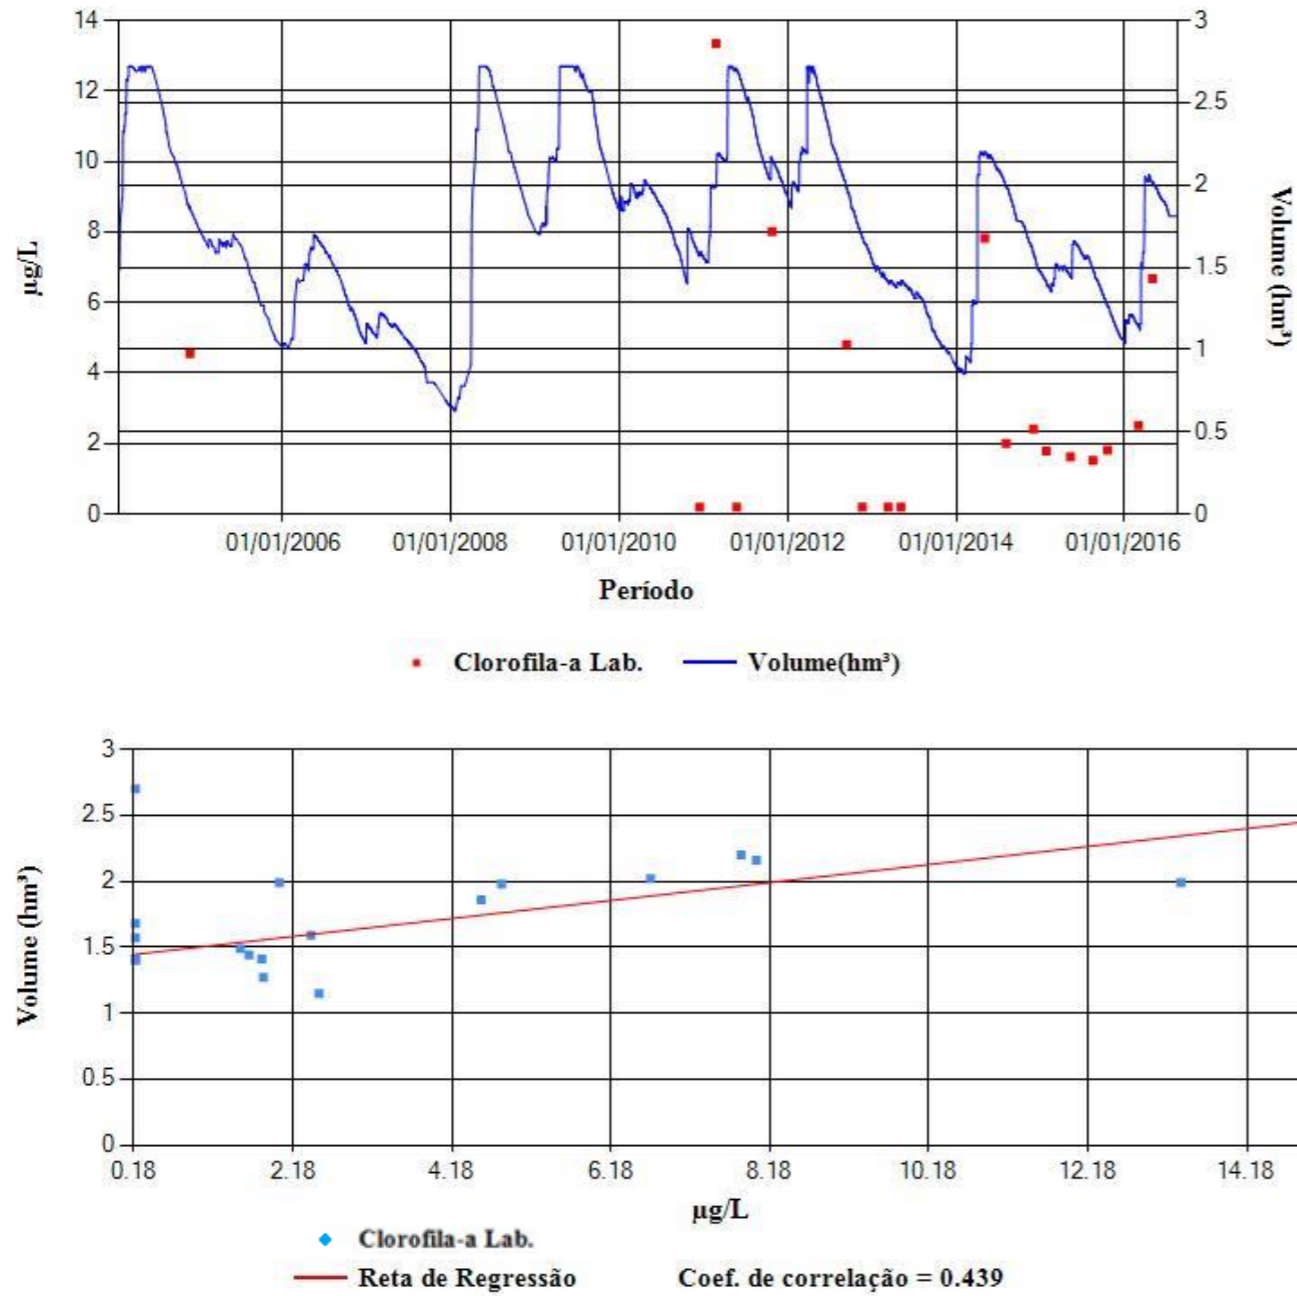 14
12
10
8
6
4
2
0
µg/L
3
2.5
2
1.5
1
0.5
0
Volume (hm³)
01/01/2006 01/01/2008 01/01/2010 01/01/2012 01/01/2014 01/01/2016
Período
Clorofila-a Lab. Volume(hm³)
3
2.5
2
1.5
1
0.5
0
Volume (hm³)
0.18 2.18 4.18 6.18 8.18 10.18 12.18 14.18
µg/L
Clorofila-a Lab.
Reta de Regressão Coef. de correlação = 0.439